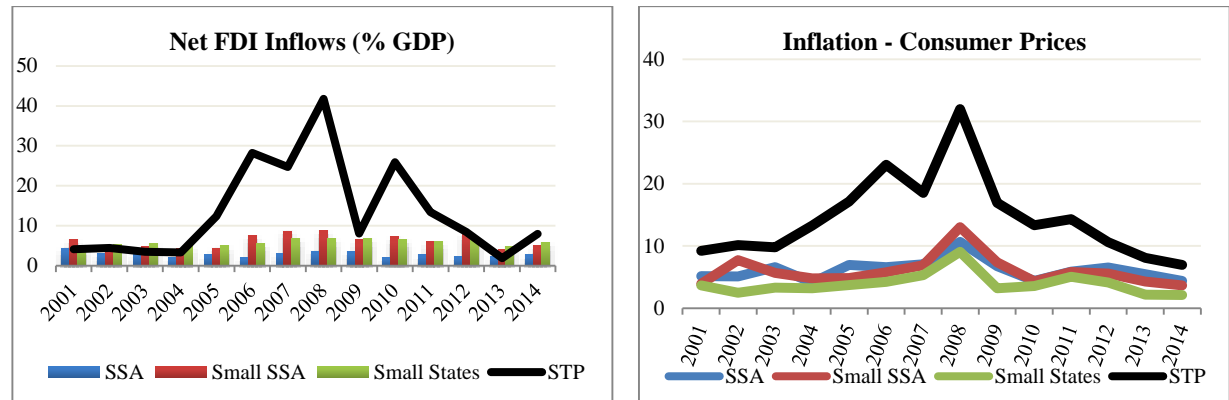 Net FDI Inflows (% GDP)
50
40
30
20
10
0
2001 2002 2003 2004 2005 2006 2007 2008 2009 2010 2011 2012 2013 2014
SSA Small SSA Small States STP
Inflation - Consumer Prices
40
30
20
10
0
2001 2002 2003 2004 2005 2006 2007 2008 2009 2010 2011 2012 2013 2014
SSA Small SSA Small States STP